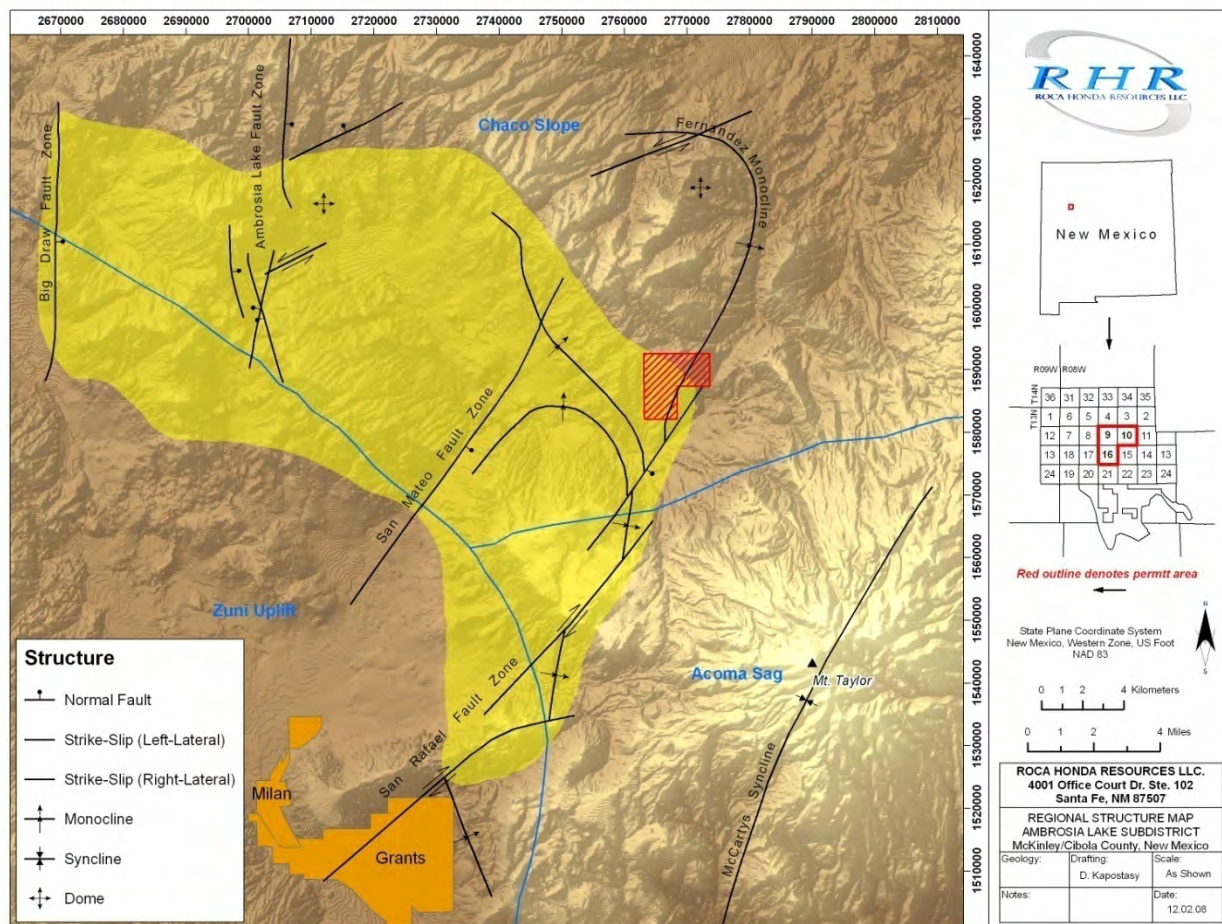 2670000 2680000 2690000 2700000 2710000 2720000 2730000 2740000 2750000 2760000 2770000 2780000 2790000 2800000 2810000
1640000
1630000
1620000
1610000
1600000
1590000
1580000
1570000
1560000
1550000
1540000
1530000
1520000
1510000
Chaco Slope
Fernandez Monocline
Ambrosia Lake Fault Zone
Big Draw Fault Zone
San Mateo Fault Zone
Zuni Uplift
Acoma Sag
Mt. Taylor
San Rafael Fault Zone
McCartys Syncline
Milan
Grants
Structure
Normal Fault
Strike-Slip (Left-Lateral)
Strike-Slip (Right-Lateral)
Monocline
Syncline
Dome
RHR
ROCA HONDA RESOURCES LLC.
New Mexico
R09W R08W
T14N
T13N
36 31 32 33 34 35
1 6 5 4 3 2
12 7 8 9 10 11
13 18 17 16 15 14 13
24 19 20 21 22 23 24
Red outline denotes permtt area
N
S
State Plane Coordinate System
New Mexico, Western Zone, US Foot
NAD 83
0 1 2 4 Kilometers
0 1 2 4 Miles
ROCA HONDA RESOURCES LLC.
4001 Office Court Dr. Ste. 102
Santa Fe, NM 87507
REGIONAL STRUCTURE MAP
AMBROSIA LAKE SUBDISTRICT
McKinley/Cibola County, New Mexico
Geology: Drafting: Scale:
D. Kapostasy As Shown
Notes: Date:
12.02.08